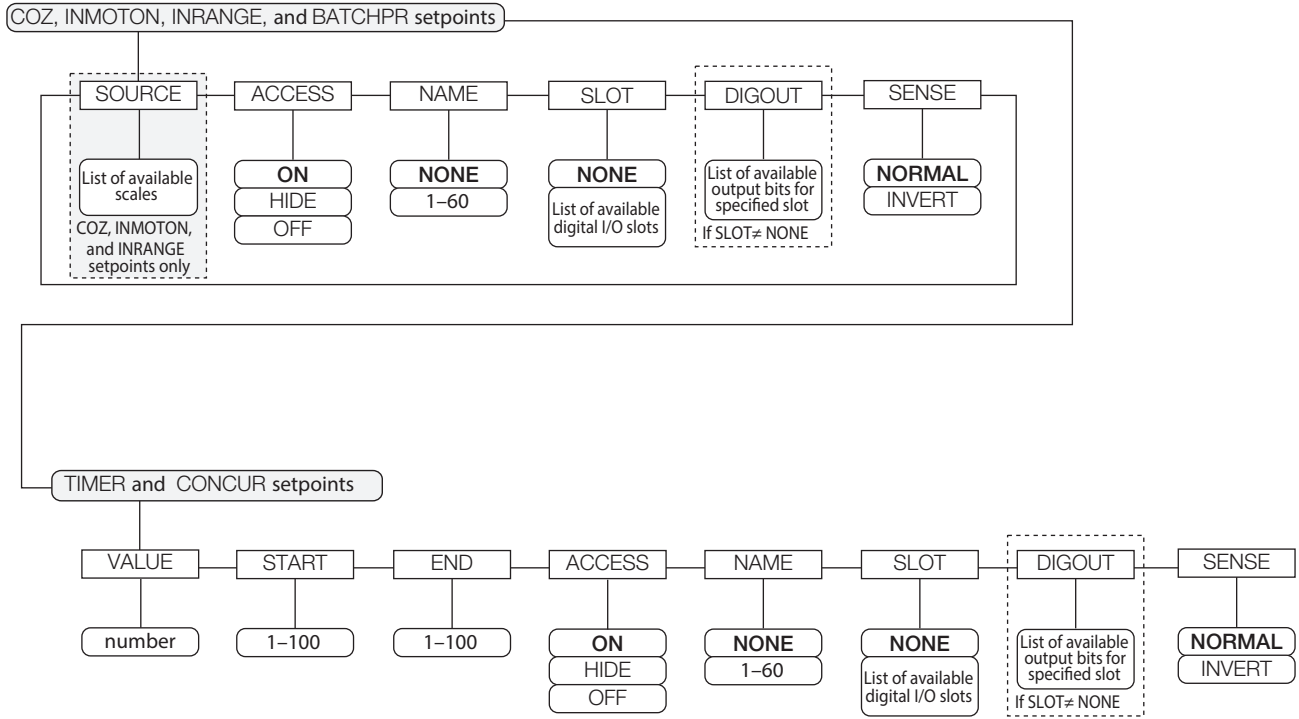 COZ, INMOTON, INRANGE, and BATCHPR setpoints
SOURCE
ACCESS
NAME
SLOT
DIGOUT
SENSE
List of available
scales
COZ, INMOTON,
and INRANGE
setpoints only
ON
HIDE
OFF
NONE
1–60
NONE
List of available
digital I/O slots
List of available
output bits for
specified slot
If SLOT≠ NONE
NORMAL
INVERT
TIMER and CONCUR setpoints
VALUE
START
END
ACCESS
NAME
SLOT
DIGOUT
SENSE
number
1–100
1–100
ON
HIDE
OFF
NONE
1–60
NONE
List of available
digital I/O slots
List of available
output bits for
specified slot
If SLOT≠ NONE
NORMAL
INVERT